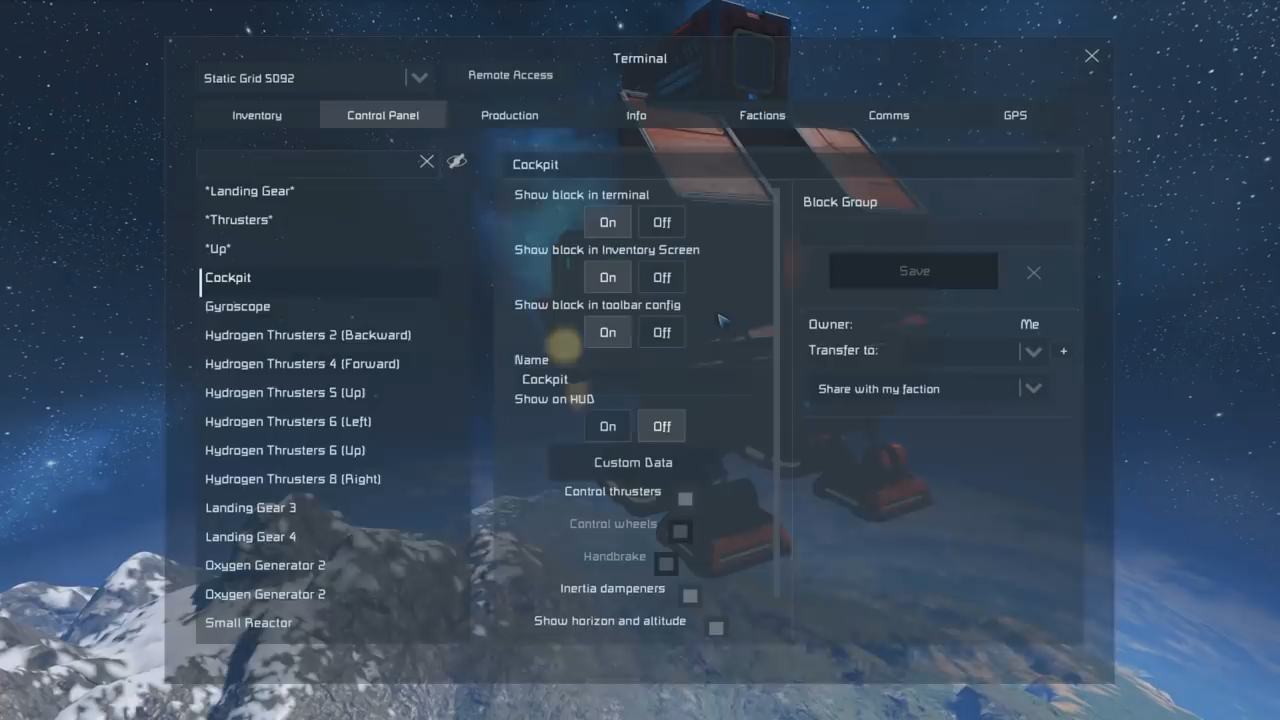 Terminal
Static Grid 5092
Remote Access
Inventory
Control Panel
Production
Info
Factions
Comms
GPS
*Landing Gear*
*Thrusters*
*Up*
Cockpit
Gyroscope
Hydrogen Thrusters 2 (Backward)
Hydrogen Thrusters 4 (Forward)
Hydrogen Thrusters 5 (Up)
Hydrogen Thrusters 6 (Left)
Hydrogen Thrusters 6 (Up)
Hydrogen Thrusters 8 (Right)
Landing Gear 3
Landing Gear 4
Oxygen Generator 2
Oxygen Generator 2
Small Reactor
Cockpit
Show block in terminal
On Off
Show block in Inventory Screen
On Off
Show block in toolbar config
On Off
Name
Cockpit
Show on HUD
On Off
Custom Data
Control thrusters
Control wheels
Handbrake
Inertia dampeners
Show horizon and altitude
Block Group
Save
Owner: Me
Transfer to: +
Share with my faction